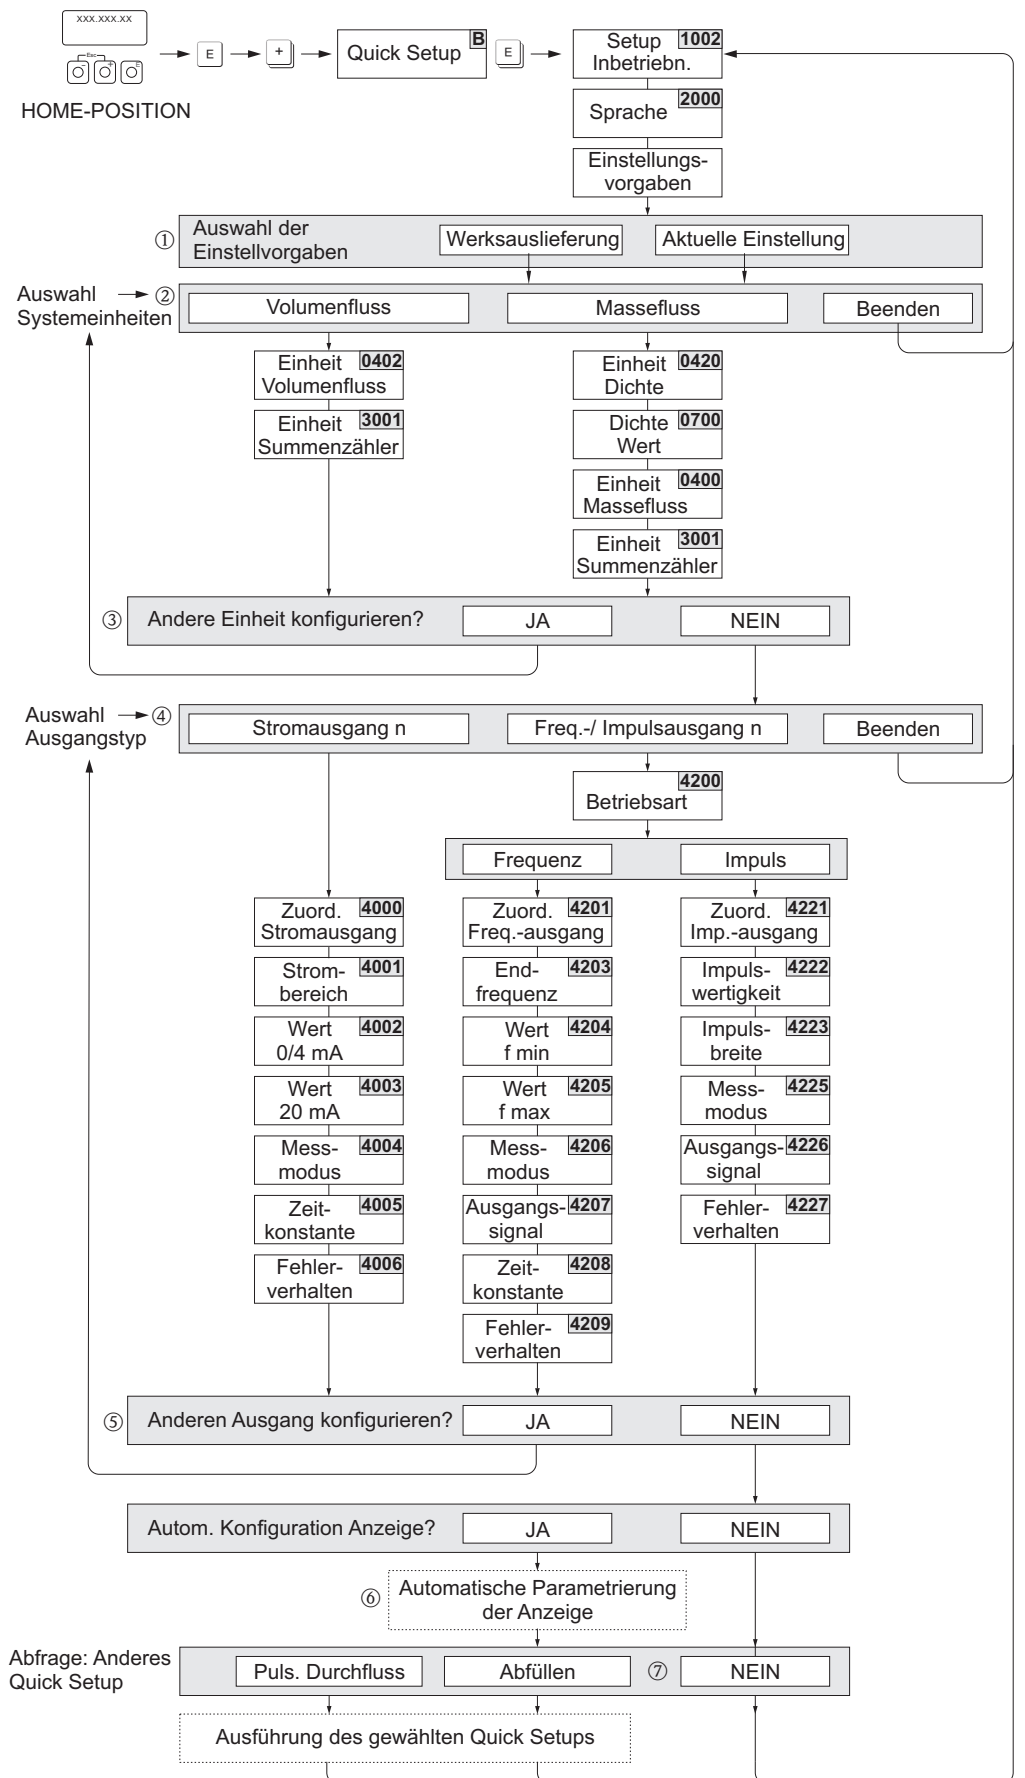 XXX.XXX.XX
Esc
- + E
HOME-POSITION
E
+
Quick Setup B
E
Setup 1002
Inbetriebn.
Sprache 2000
Einstellungs-
vorgaben
① Auswahl der
Einstellvorgaben
Werksauslieferung
Aktuelle Einstellung
Auswahl
Systemeinheiten
② Volumenfluss
Massefluss
Beenden
Einheit 0402
Volumenfluss
Einheit 3001
Summenzähler
Einheit 0420
Dichte
Dichte 0700
Wert
Einheit 0400
Massefluss
Einheit 3001
Summenzähler
③ Andere Einheit konfigurieren? JA NEIN
Auswahl
Ausgangstyp
④ Stromausgang n
Freq.-/ Impulsausgang n
Beenden
4200
Betriebsart
Frequenz
Impuls
Zuord. 4000
Stromausgang
Strom- 4001
bereich
Wert 4002
0/4 mA
Wert 4003
20 mA
Mess- 4004
modus
Zeit- 4005
konstante
Fehler- 4006
verhalten
Zuord. 4201
Freq.-ausgang
End- 4203
frequenz
Wert 4204
f min
Wert 4205
f max
Mess- 4206
modus
Ausgangs- 4207
signal
Zeit- 4208
konstante
Fehler- 4209
verhalten
Zuord. 4221
Imp.-ausgang
Impuls- 4222
wertigkeit
Impuls- 4223
breite
Mess- 4225
modus
Ausgangs- 4226
signal
Fehler- 4227
verhalten
⑤ Anderen Ausgang konfigurieren? JA NEIN
Autom. Konfiguration Anzeige? JA NEIN
⑥ Automatische Parametrierung
der Anzeige
Abfrage: Anderes
Quick Setup
Puls. Durchfluss
Abfüllen
⑦ NEIN
Ausführung des gewählten Quick Setups